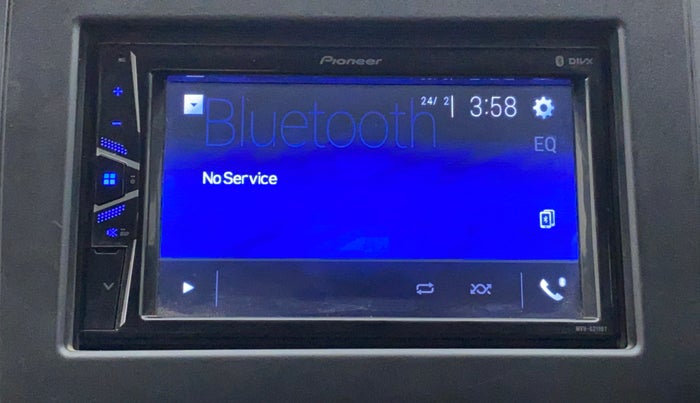 Pioneer
DIVX
Bluetooth
24/ 2
3:58
EQ
No Service